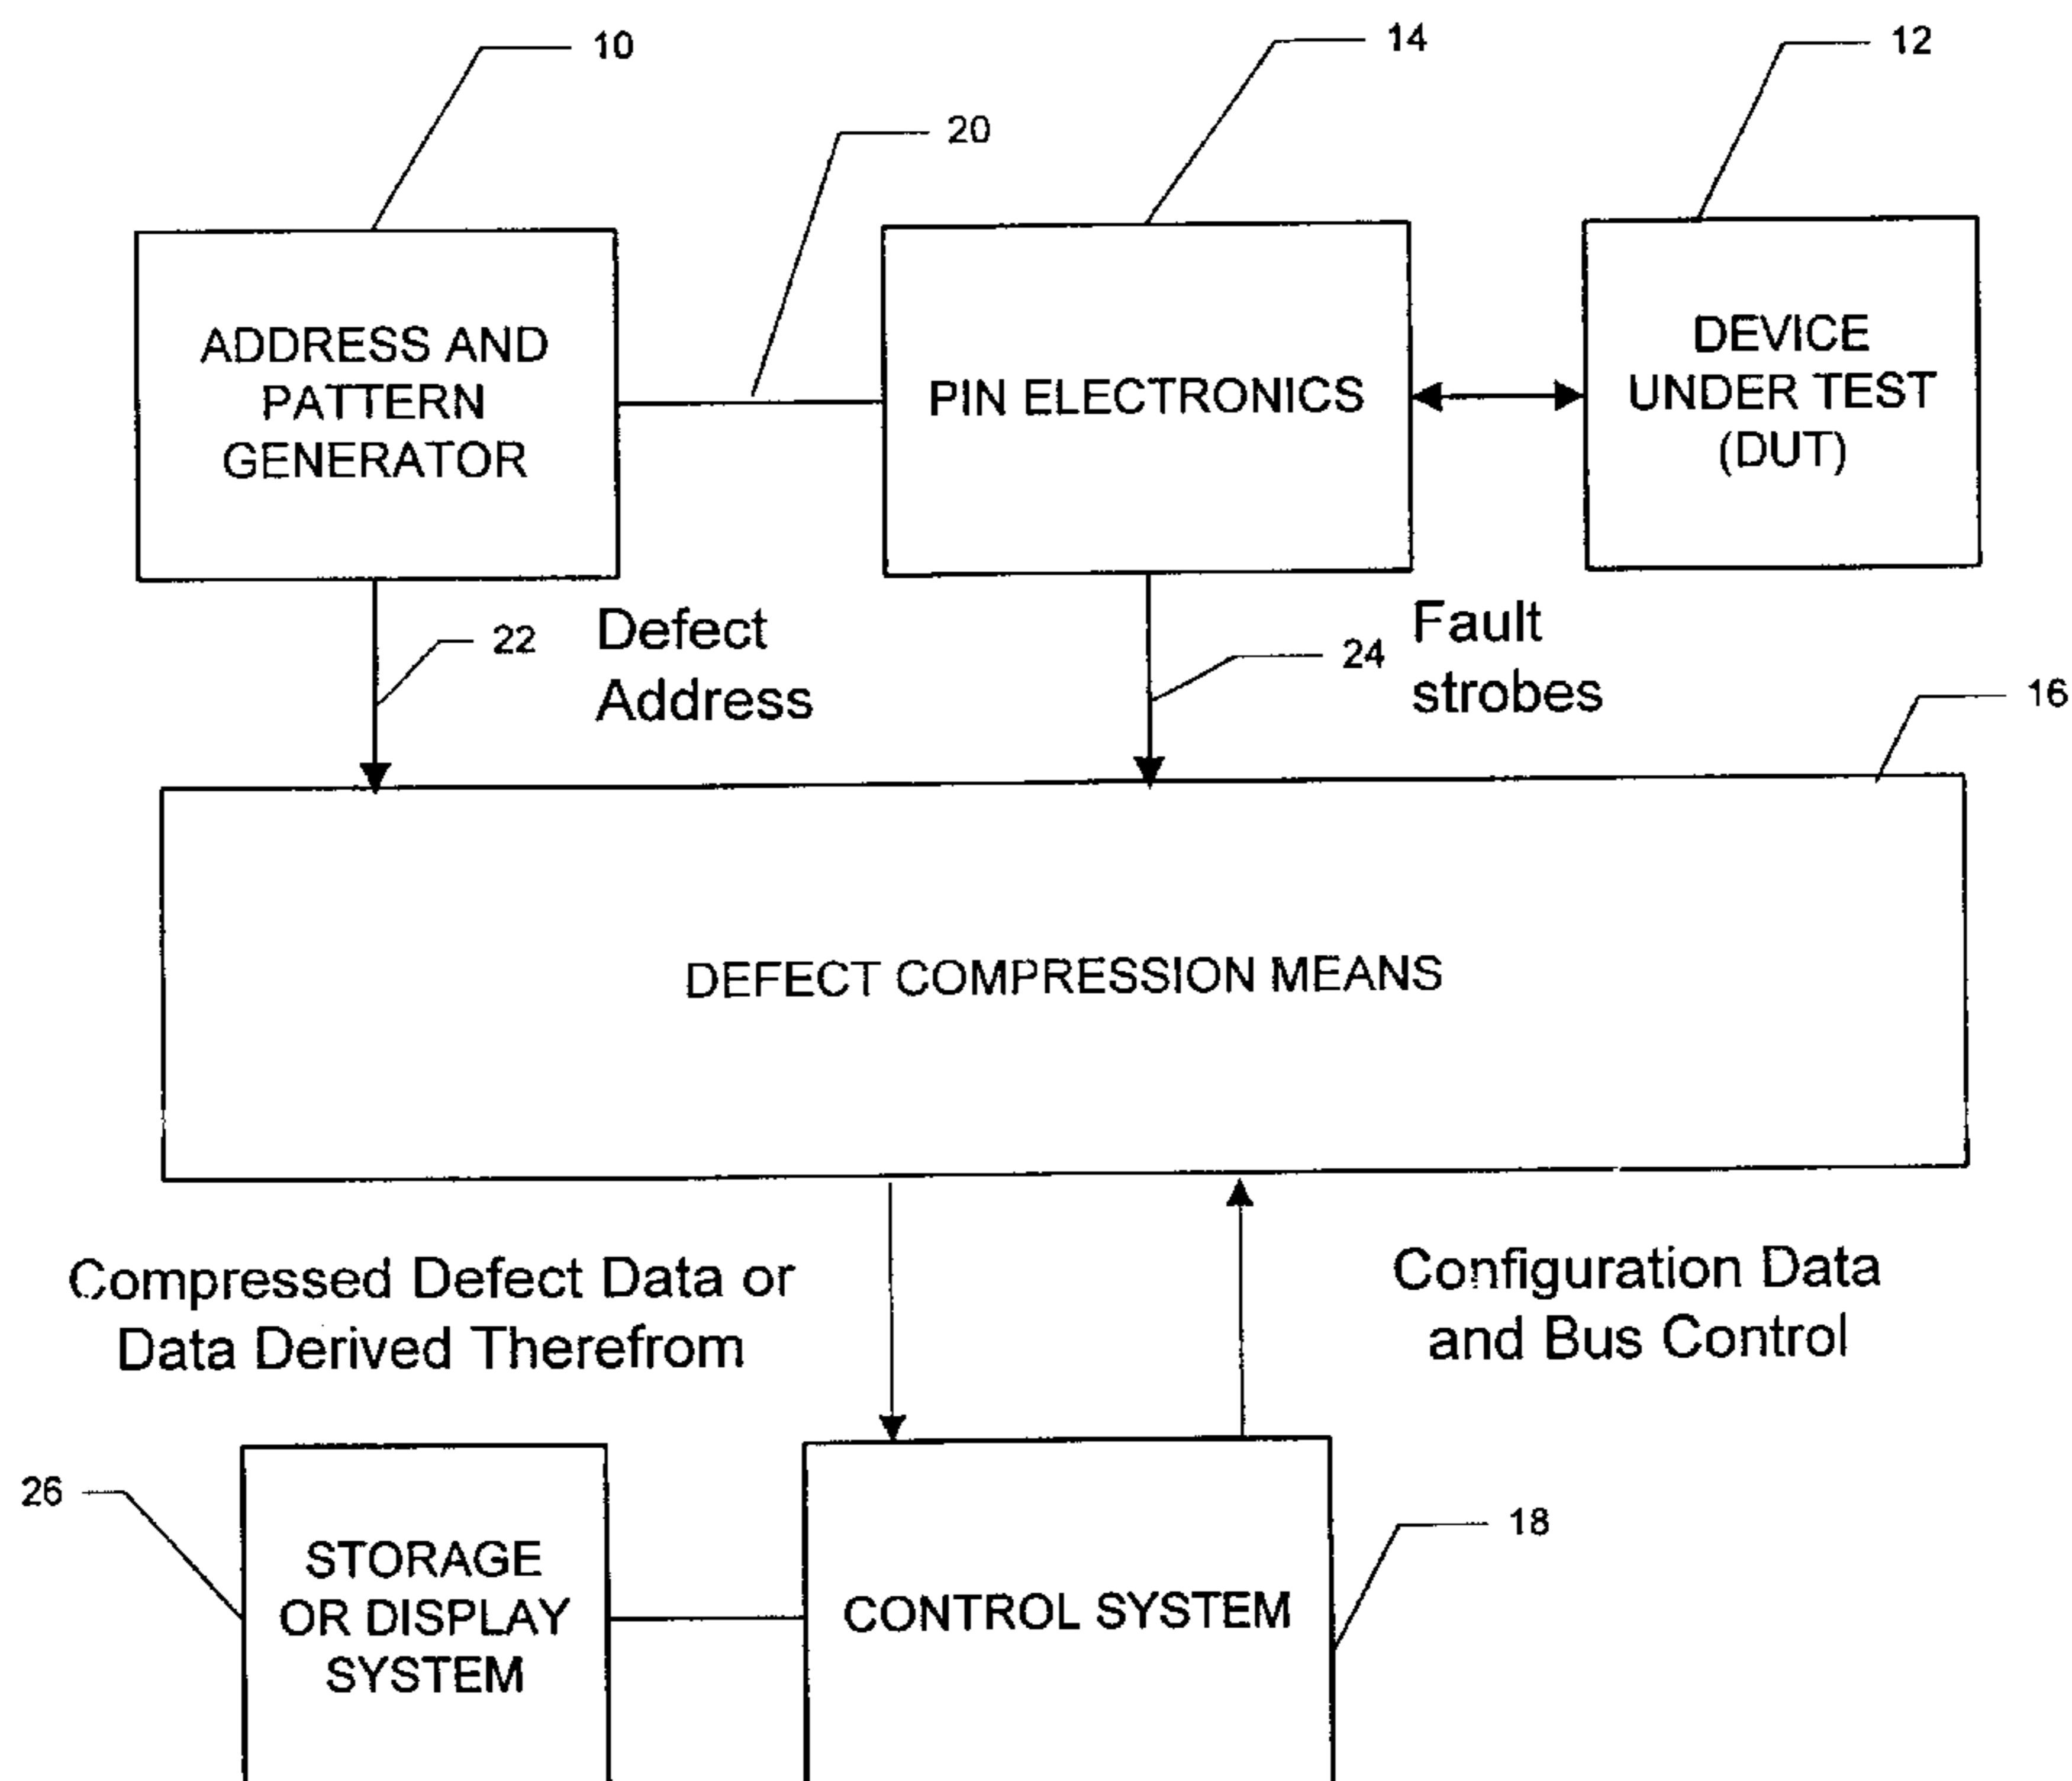 10
14
12
20
ADDRESS AND
PATTERN
GENERATOR
PIN ELECTRONICS
DEVICE
UNDER TEST
(DUT)
22
Defect
Address
24
Fault
strobes
16
DEFECT COMPRESSION MEANS
Compressed Defect Data or
Data Derived Therefrom
Configuration Data
and Bus Control
26
STORAGE
OR DISPLAY
SYSTEM
CONTROL SYSTEM
18